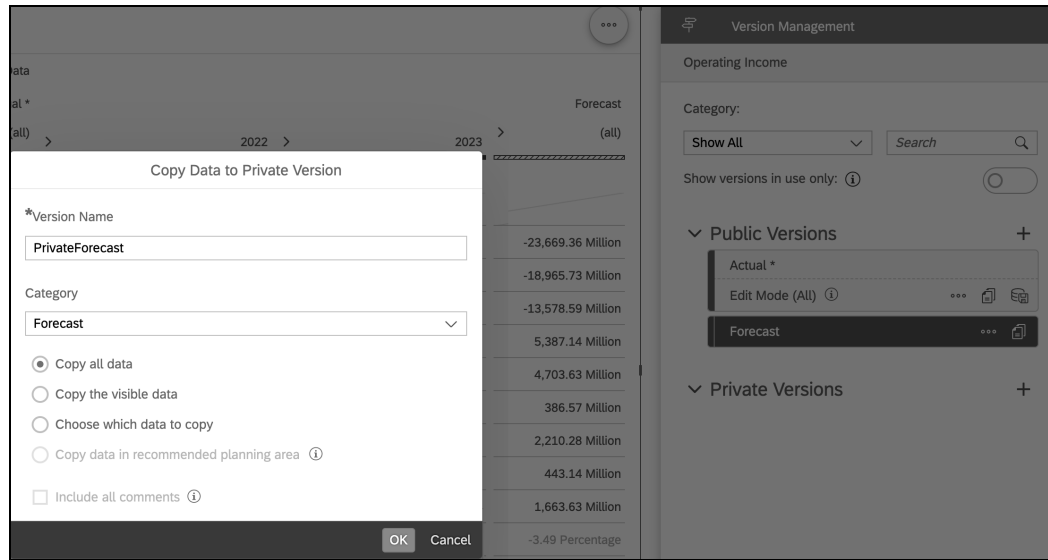 ata
al *
Forecast
(all)
2022
2023
(all)
Copy Data to Private Version
*Version Name
PrivateForecast
Category
Forecast
Copy all data
Copy the visible data
Choose which data to copy
Copy data in recommended planning area
Include all comments
OK Cancel
-23,669.36 Million
-18,965.73 Million
-13,578.59 Million
5,387.14 Million
4,703.63 Million
386.57 Million
2,210.28 Million
443.14 Million
1,663.63 Million
-3.49 Percentage
Version Management
Operating Income
Category:
Show All
Search
Show versions in use only:
Public Versions
Actual *
Edit Mode (All)
Forecast
Private Versions